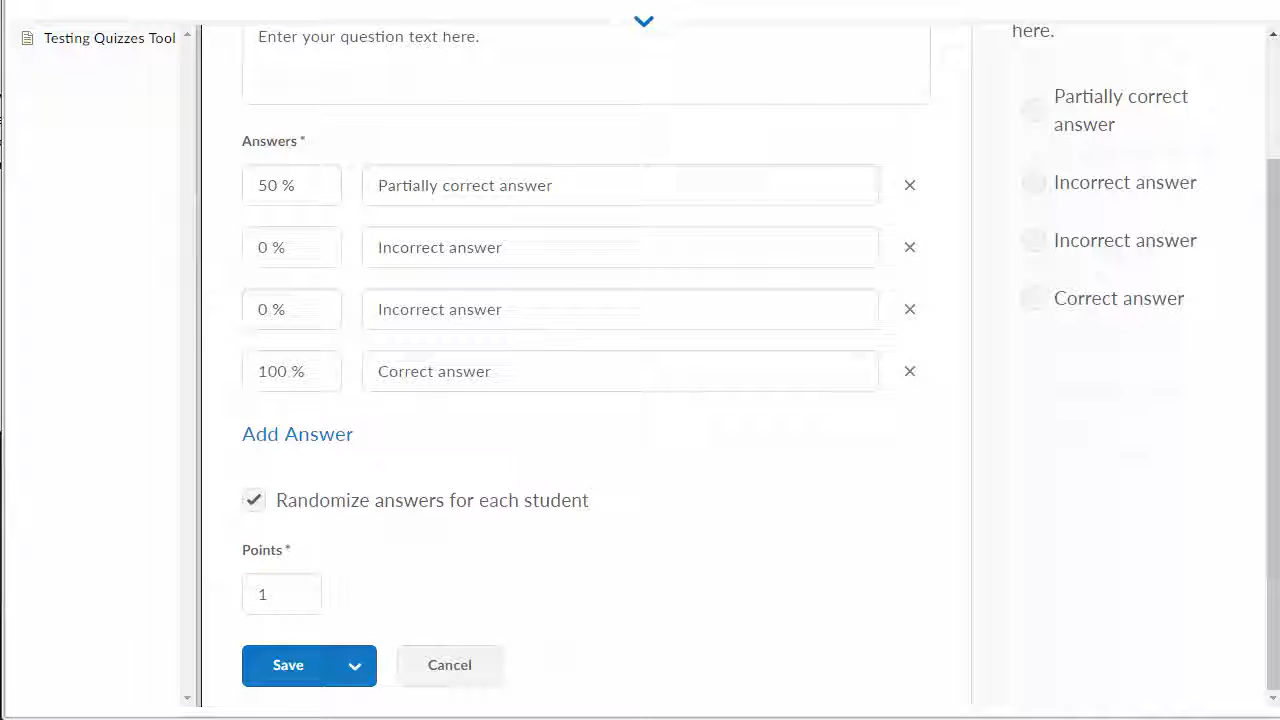 Testing Quizzes Tool
Enter your question text here.
Answers *
50 %
Partially correct answer
0 %
Incorrect answer
0 %
Incorrect answer
100 %
Correct answer
Add Answer
Randomize answers for each student
Points *
1
Save
Cancel
here.
Partially correct
answer
Incorrect answer
Incorrect answer
Correct answer